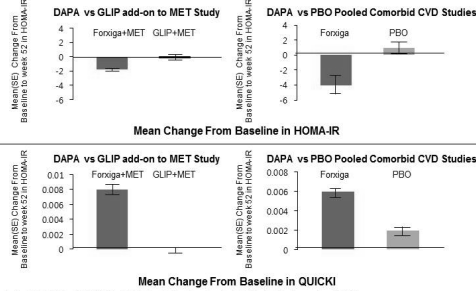 DAPA vs GLIP add-on to MET Study
Mean(SE) Change From
Baseline to week 52 in HOMA-IR
Forxiga+MET GLIP+MET
4
2
0
-2
-4
-6
DAPA vs PBO Pooled Comorbid CVD Studies
Mean(SE) Change From
Baseline to week 52 in HOMA-IR
Forxiga PBO
4
2
0
-2
-4
-6
Mean Change From Baseline in HOMA-IR
DAPA vs GLIP add-on to MET Study
Mean(SE) Change From
Baseline to week 52 in HOMA-IR
Forxiga+MET GLIP+MET
0.01
0.008
0.006
0.004
0.002
0
DAPA vs PBO Pooled Comorbid CVD Studies
Mean(SE) Change From
Baseline to week 52 in HOMA-IR
Forxiga PBO
0.008
0.006
0.004
0.002
0
Mean Change From Baseline in QUICKI